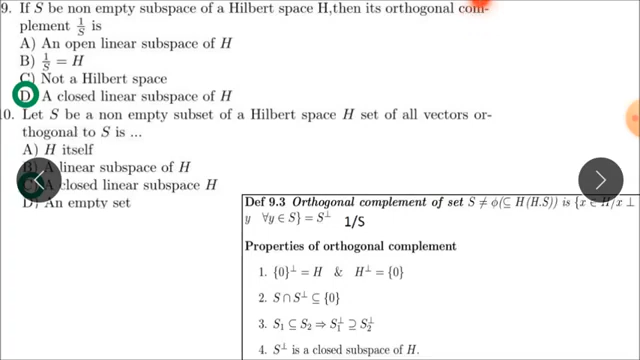 9. If S be non empty subspace of a Hilbert space H,then its orthogonal com-
plement 1/S is
A) An open linear subspace of H
B) 1/S = H
C) Not a Hilbert space
D) A closed linear subspace of H
10. Let S be a non empty subset of a Hilbert space H set of all vectors or-
thogonal to S is ...
A) H itself
B) A linear subspace of H
C) A closed linear subspace H
D) An empty set
Def 9.3 Orthogonal complement of set S ≠ ϕ(⊆ H(H.S)) is {x ∈ H/x ⊥
y ∀y ∈ S} = S⊥ 1/S
Properties of orthogonal complement
1. {0}⊥ = H & H⊥ = {0}
2. S ∩ S⊥ ⊆ {0}
3. S₁ ⊆ S₂ ⇒ S₁⊥ ⊇ S₂⊥
4. S⊥ is a closed subspace of H.